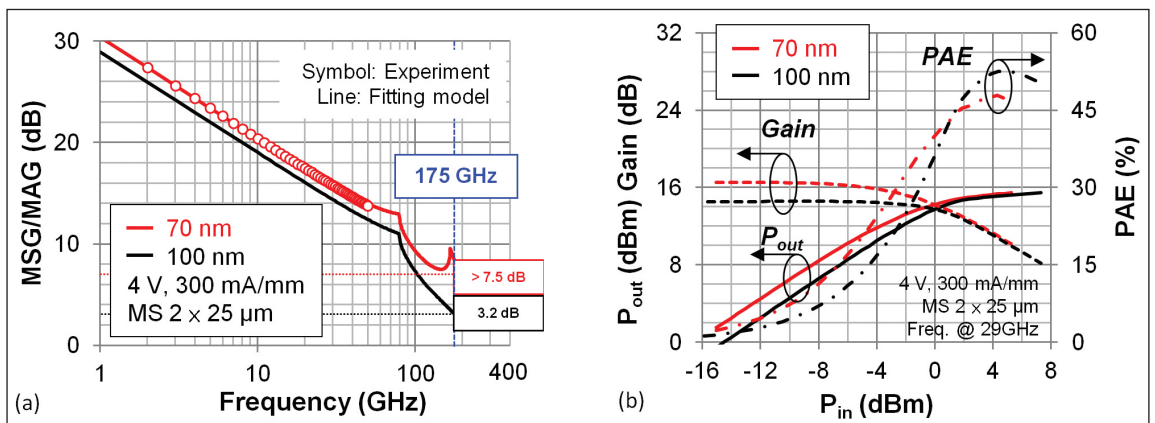 30
20
10
0
MSG/MAG (dB)
Symbol: Experiment
Line: Fitting model
175 GHz
70 nm
100 nm
4 V, 300 mA/mm
MS 2 × 25 µm
> 7.5 dB
3.2 dB
1 10 100 400
Frequency (GHz)
(a)
32
24
16
8
0
Pout (dBm) Gain (dB)
70 nm
100 nm
PAE
Gain
Pout
4 V, 300 mA/mm
MS 2 × 25 µm
Freq. @ 29GHz
60
45
30
15
0
PAE (%)
-16 -12 -8 -4 0 4 8
Pin (dBm)
(b)